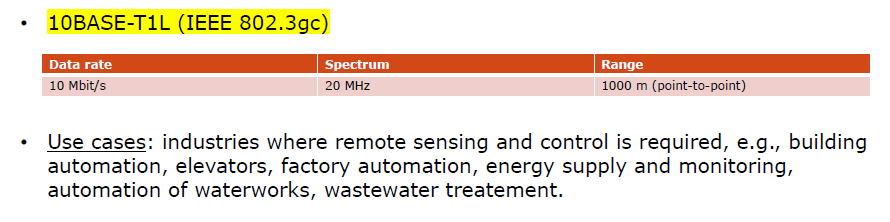 • 10BASE-T1L (IEEE 802.3gc)
Data rate Spectrum Range
10 Mbit/s 20 MHz 1000 m (point-to-point)
• Use cases: industries where remote sensing and control is required, e.g., building
automation, elevators, factory automation, energy supply and monitoring,
automation of waterworks, wastewater treatement.